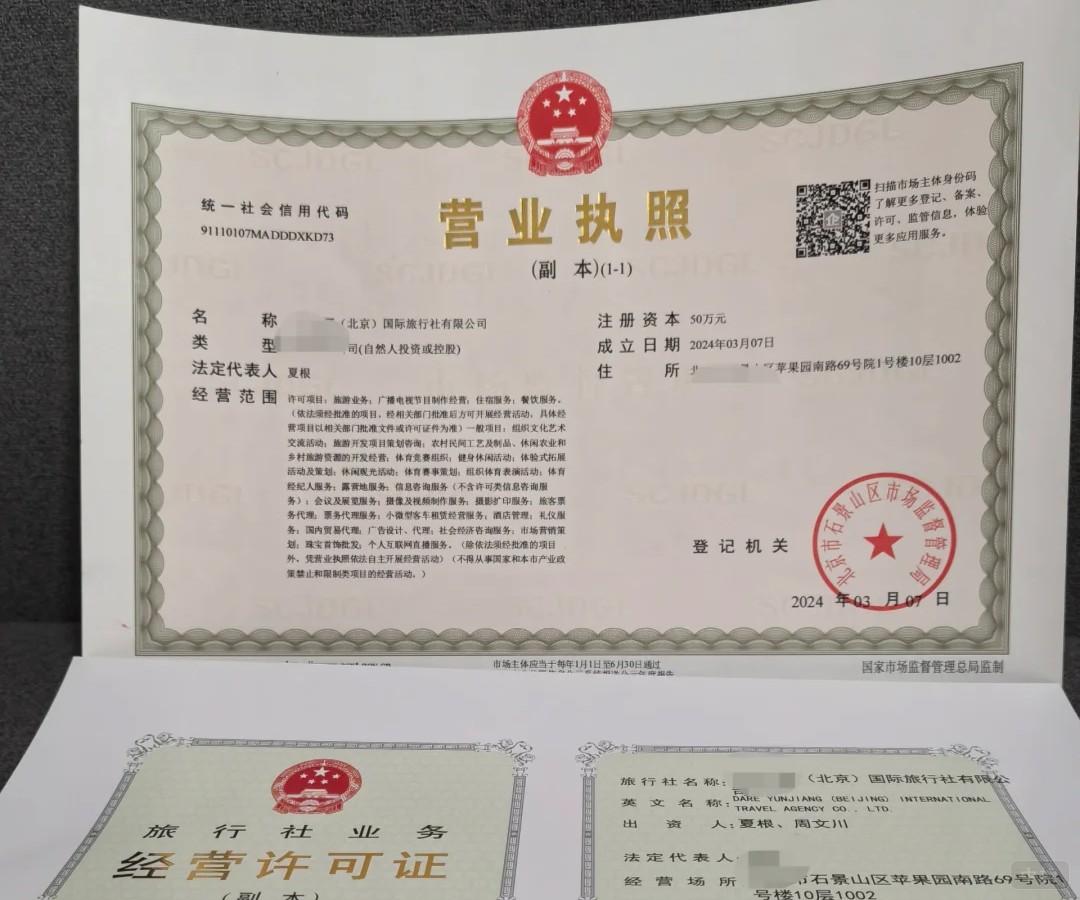 统一社会信用代码
91110107MADDDXKD73
营业执照
(副 本)(1-1)
扫描市场主体身份码
了解更多登记、备案、
许可、监管信息，体验
更多应用服务。
名 称 （北京）国际旅行社有限公司
类 型 司(自然人投资或控股)
法定代表人 夏根
经营范围 许可项目：旅游业务；广播电视节目制作经营；住宿服务；餐饮服务。
（依法须经批准的项目，经相关部门批准后方可开展经营活动，具体经
营项目以相关部门批准文件或许可证件为准）一般项目：组织文化艺术
交流活动；旅游开发项目策划咨询；农村民间工艺及制品、休闲农业和
乡村旅游资源的开发经营；体育竞赛组织；健身休闲活动；体验式拓展
活动及策划；休闲观光活动；体育赛事策划；组织体育表演活动；体育
经纪人服务；露营地服务；信息咨询服务（不含许可类信息咨询服
务）；会议及展览服务；摄像及视频制作服务；摄影扩印服务；旅客票
务代理；票务代理服务；小微型客车租赁经营服务；酒店管理；礼仪服
务；国内贸易代理；广告设计、代理；社会经济咨询服务；市场营销策
划；珠宝首饰批发；个人互联网直播服务。（除依法须经批准的项目
外，凭营业执照依法自主开展经营活动）（不得从事国家和本市产业政
策禁止和限制类项目的经营活动。）
注册资本 50万元
成立日期 2024年03月07日
住 所 苹果园南路69号院1号楼10层1002
登记机关
北京市石景山区市场监督管理局
2024 年03 月07 日
市场主体应当于每年1月1日至6月30日通过
国家市场监督管理总局监制
旅行社业务
经营许可证
(副 本)
旅行社名称: （北京）国际旅行社有限公
英文名称: DARE YUNJIANG (BEIJING) INTERNATIONAL
TRAVEL AGENCY CO., LTD.
出 资 人: 夏根、周文川
法定代表人:
经营场所 市石景山区苹果园南路69号院1
号楼10层1002